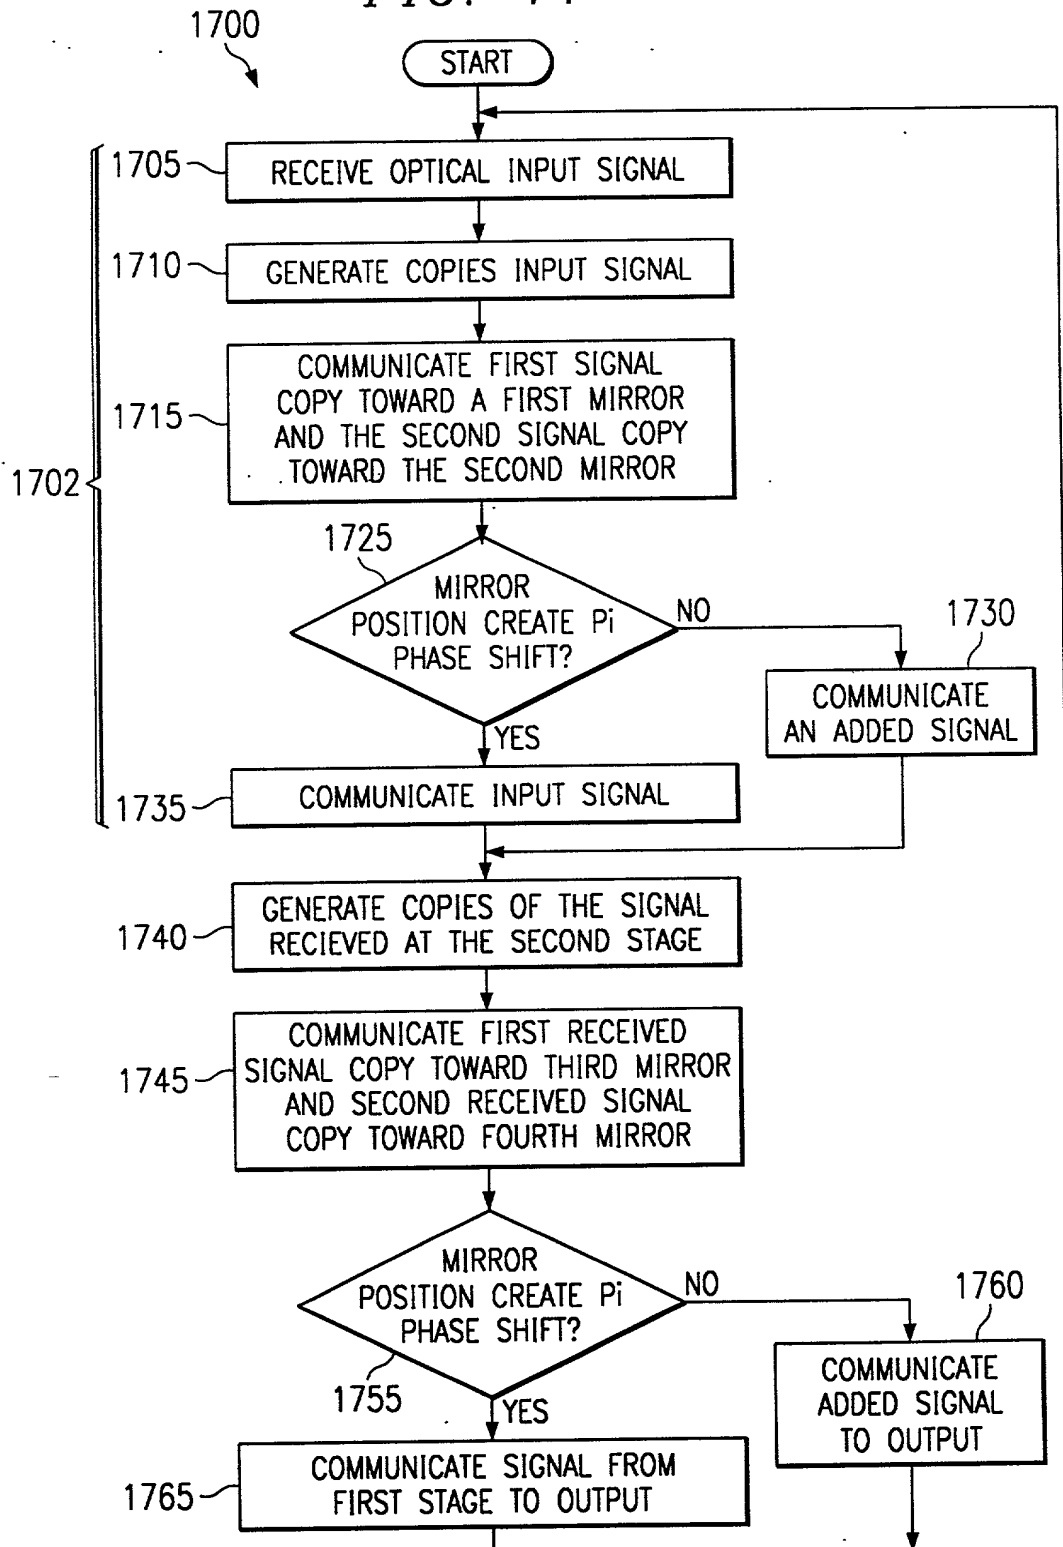 1700
START
1705
RECEIVE OPTICAL INPUT SIGNAL
1710
GENERATE COPIES INPUT SIGNAL
1715
COMMUNICATE FIRST SIGNAL
COPY TOWARD A FIRST MIRROR
AND THE SECOND SIGNAL COPY
TOWARD THE SECOND MIRROR
1702
1725
MIRROR
POSITION CREATE Pi
PHASE SHIFT?
NO
1730
COMMUNICATE
AN ADDED SIGNAL
YES
1735
COMMUNICATE INPUT SIGNAL
1740
GENERATE COPIES OF THE SIGNAL
RECIEVED AT THE SECOND STAGE
1745
COMMUNICATE FIRST RECEIVED
SIGNAL COPY TOWARD THIRD MIRROR
AND SECOND RECEIVED SIGNAL
COPY TOWARD FOURTH MIRROR
MIRROR
POSITION CREATE Pi
PHASE SHIFT?
NO
1755
1760
COMMUNICATE
ADDED SIGNAL
TO OUTPUT
YES
1765
COMMUNICATE SIGNAL FROM
FIRST STAGE TO OUTPUT